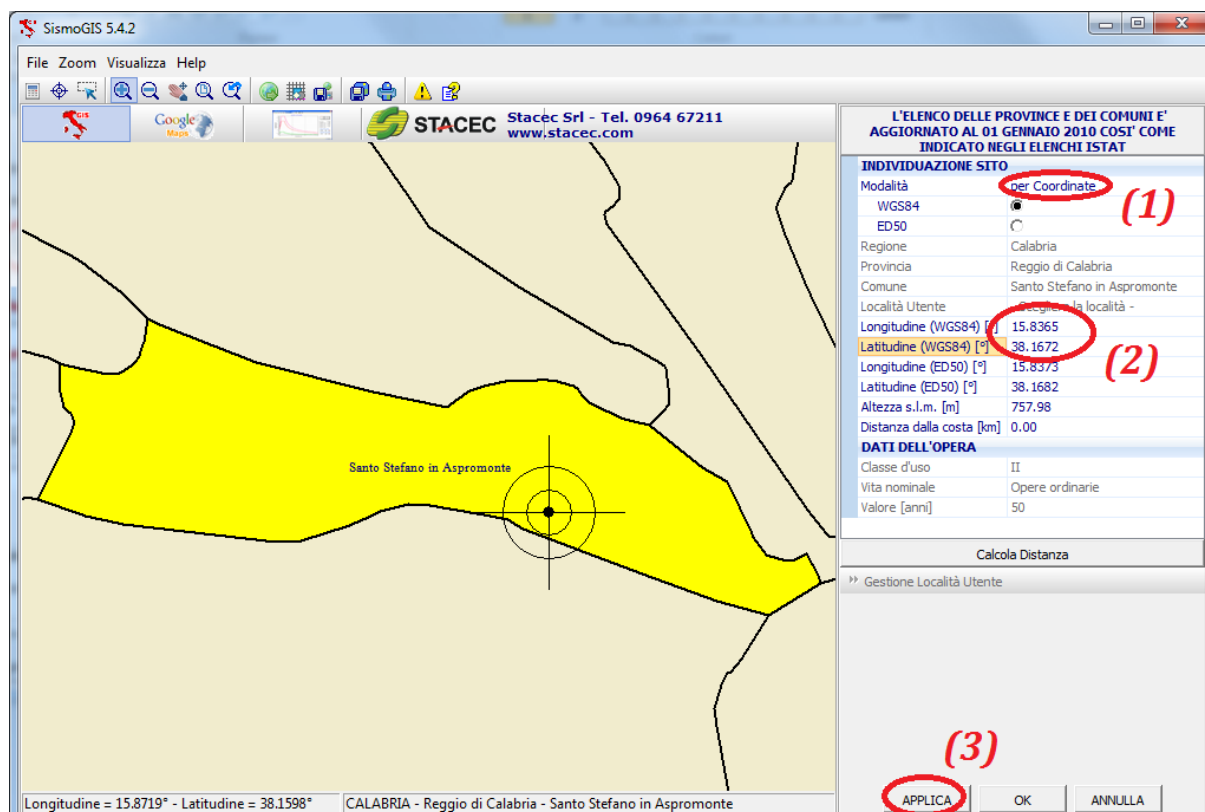 SismoGIS 5.4.2
File Zoom Visualizza Help
GIS
Google
Maps
STACEC
Stacec Srl - Tel. 0964 67211
www.stacec.com
L'ELENCO DELLE PROVINCE E DEI COMUNI E'
AGGIORNATO AL 01 GENNAIO 2010 COSI' COME
INDICATO NEGLI ELENCHI ISTAT
INDIVIDUAZIONE SITO
Modalità per Coordinate
(1)
WGS84
ED50
Regione Calabria
Provincia Reggio di Calabria
Comune Santo Stefano in Aspromonte
Località Utente la località -
Longitudine (WGS84) [°] 15.8365
Latitudine (WGS84) [°] 38.1672
(2)
Longitudine (ED50) [°] 15.8373
Latitudine (ED50) [°] 38.1682
Altezza s.l.m. [m] 757.98
Distanza dalla costa [km] 0.00
DATI DELL'OPERA
Classe d'uso II
Vita nominale Opere ordinarie
Valore [anni] 50
Calcola Distanza
Gestione Località Utente
Santo Stefano in Aspromonte
(3)
APPLICA OK ANNULLA
Longitudine = 15.8719° - Latitudine = 38.1598° CALABRIA - Reggio di Calabria - Santo Stefano in Aspromonte